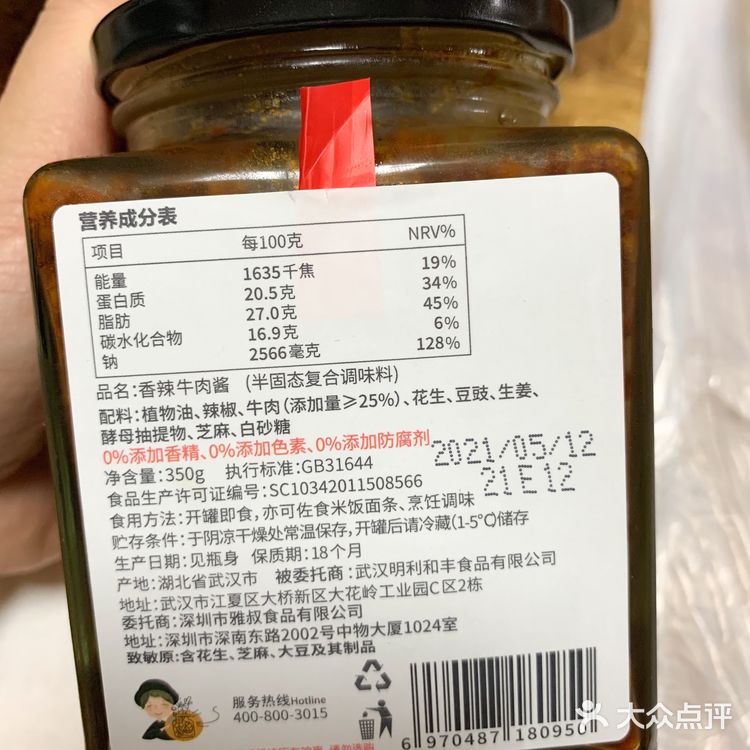 营养成分表
项目 每100克 NRV%
能量 1635千焦 19%
蛋白质 20.5克 34%
脂肪 27.0克 45%
碳水化合物 16.9克 6%
钠 2566毫克 128%
品名:香辣牛肉酱 (半固态复合调味料)
配料:植物油、辣椒、牛肉(添加量≥25%)、花生、豆豉、生姜、
酵母抽提物、芝麻、白砂糖
0%添加香精、0%添加色素、0%添加防腐剂
2021/05/12
净含量:350g 执行标准:GB31644
21E12
食品生产许可证编号:SC10342011508566
食用方法:开罐即食,亦可佐食米饭面条、烹饪调味
贮存条件:于阴凉干燥处常温保存,开罐后请冷藏(1-5℃)储存
生产日期:见瓶身 保质期:18个月
产地:湖北省武汉市 被委托商:武汉明利和丰食品有限公司
地址:武汉市江夏区大桥新区大花岭工业园C区2栋
委托商:深圳市雅叔食品有限公司
地址:深圳市深南东路2002号中物大厦1024室
致敏原:含花生、芝麻、大豆及其制品
服务热线Hotline
400-800-3015
6 970487 180950
大众点评